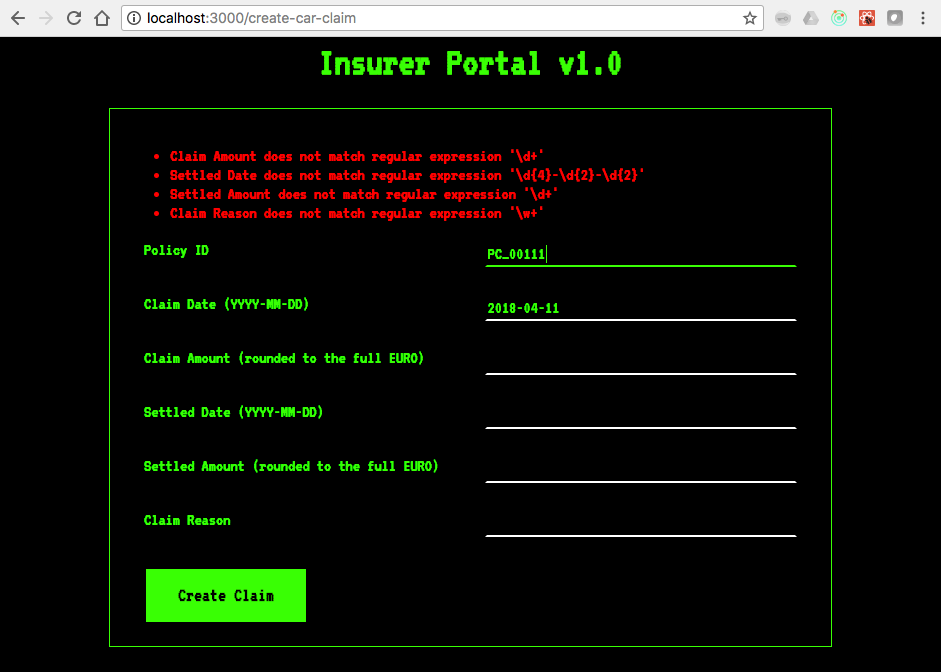 localhost:3000/create-car-claim
Insurer Portal v1.0
• Claim Amount does not match regular expression '\d+'
• Settled Date does not match regular expression '\d{4}-\d{2}-\d{2}'
• Settled Amount does not match regular expression '\d+'
• Claim Reason does not match regular expression '\w+'
Policy ID PC_00111
Claim Date (YYYY-MM-DD) 2018-04-11
Claim Amount (rounded to the full EURO)
Settled Date (YYYY-MM-DD)
Settled Amount (rounded to the full EURO)
Claim Reason
Create Claim